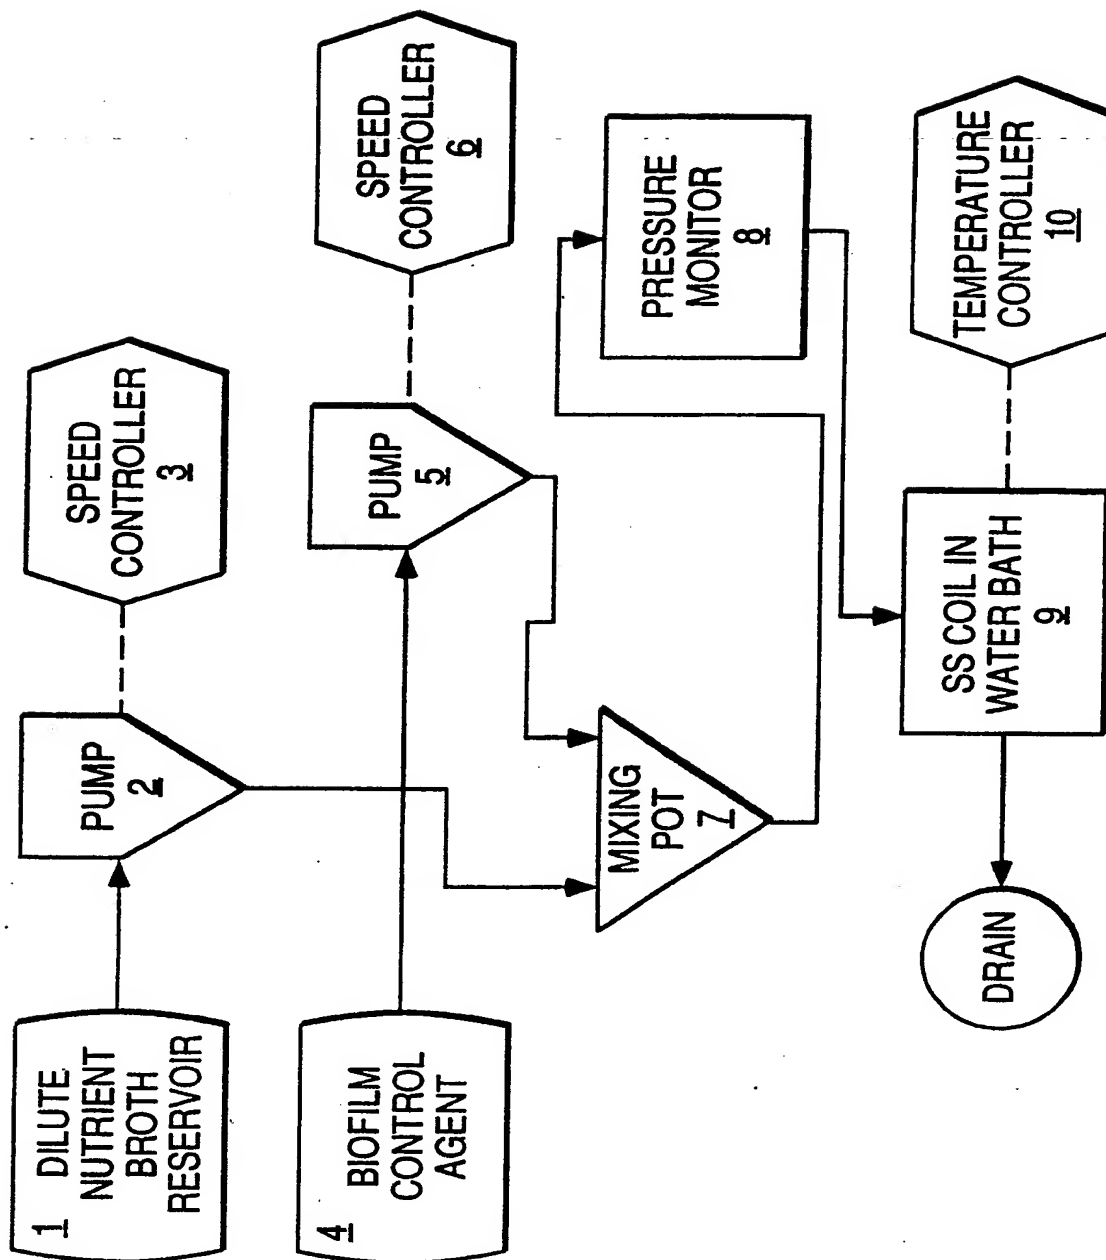 1 DILUTE
NUTRIENT
BROTH
RESERVOIR
PUMP
2
SPEED
CONTROLLER
3
4 BIOFILM
CONTROL
AGENT
PUMP
5
SPEED
CONTROLLER
6
MIXING
POT
7
PRESSURE
MONITOR
8
DRAIN
SS COIL IN
WATER BATH
9
TEMPERATURE
CONTROLLER
10